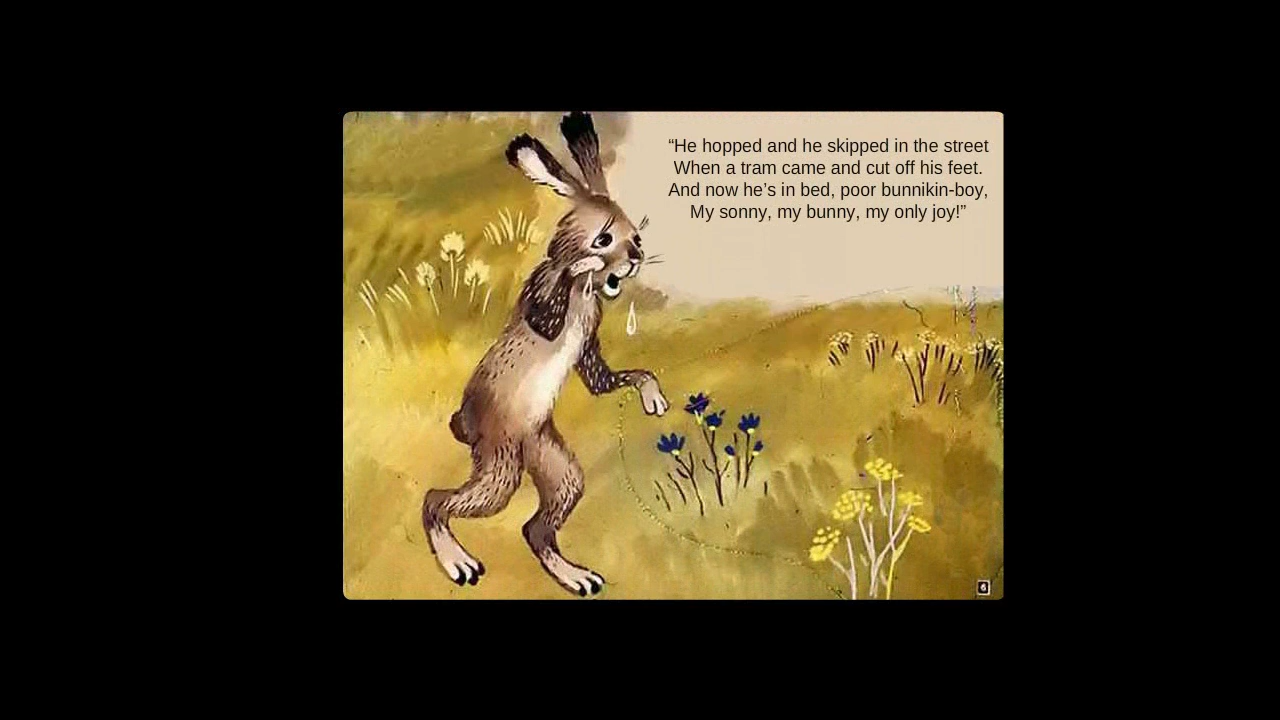 “He hopped and he skipped in the street
When a tram came and cut off his feet.
And now he’s in bed, poor bunnikin-boy,
My sonny, my bunny, my only joy!”
6